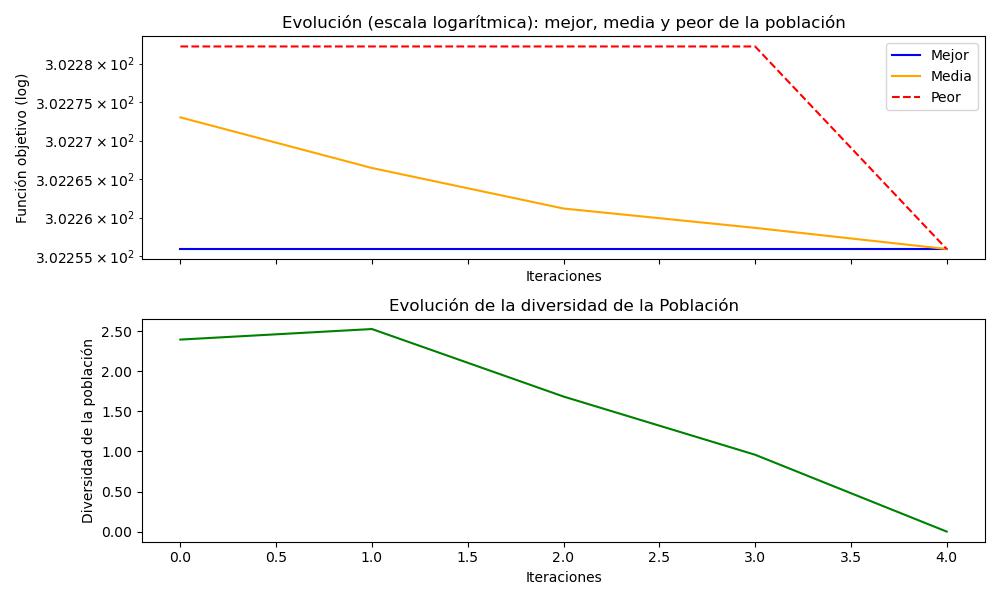 Evolución (escala logarítmica): mejor, media y peor de la población
Función objetivo (log)
3.0228 × 10²
3.02275 × 10²
3.0227 × 10²
3.02265 × 10²
3.0226 × 10²
3.02255 × 10²
Mejor
Media
Peor
Iteraciones
Evolución de la diversidad de la Población
Diversidad de la población
2.50
2.00
1.50
1.00
0.50
0.00
0.0 0.5 1.0 1.5 2.0 2.5 3.0 3.5 4.0
Iteraciones